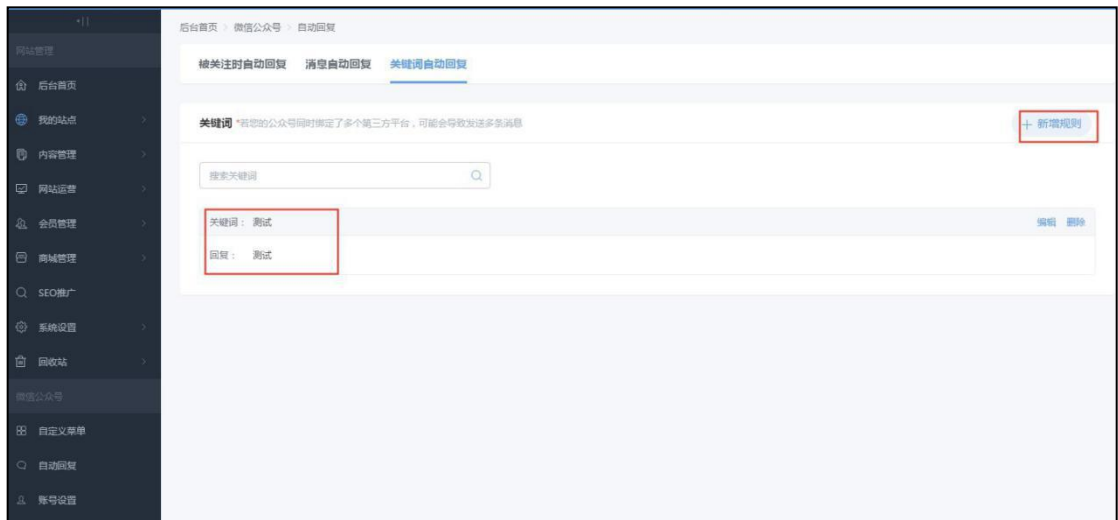 后台首页 > 微信公众号 > 自动回复
网站管理
后台首页
我的站点
内容管理
网站运营
会员管理
商城管理
SEO推广
系统设置
回收站
微信公众号
自定义菜单
自动回复
账号设置
被关注时自动回复 消息自动回复 关键词自动回复
关键词 *若您的公众号同时绑定了多个第三方平台，可能会导致发送多条消息
+ 新增规则
搜索关键词
关键词： 测试 编辑 删除
回复： 测试